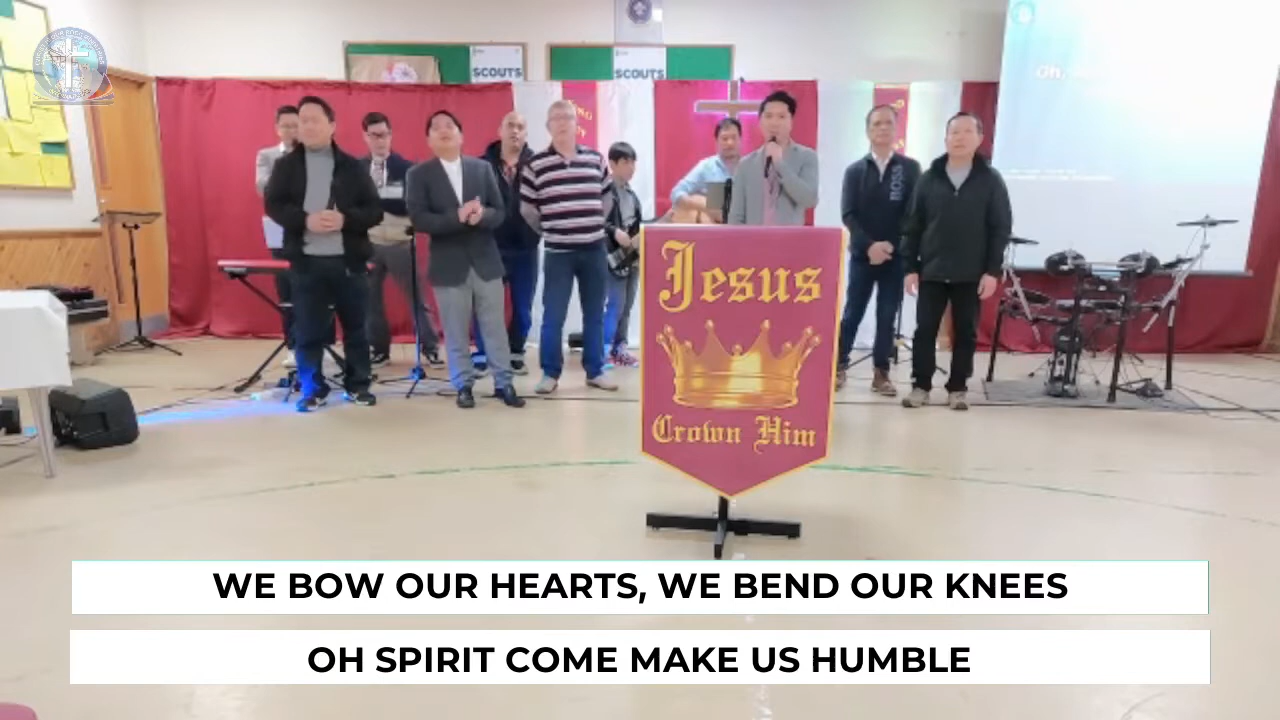 SCOUTS
SCOUTS
Oh,
BOSS
Jesus
Crown Him
WE BOW OUR HEARTS, WE BEND OUR KNEES
OH SPIRIT COME MAKE US HUMBLE